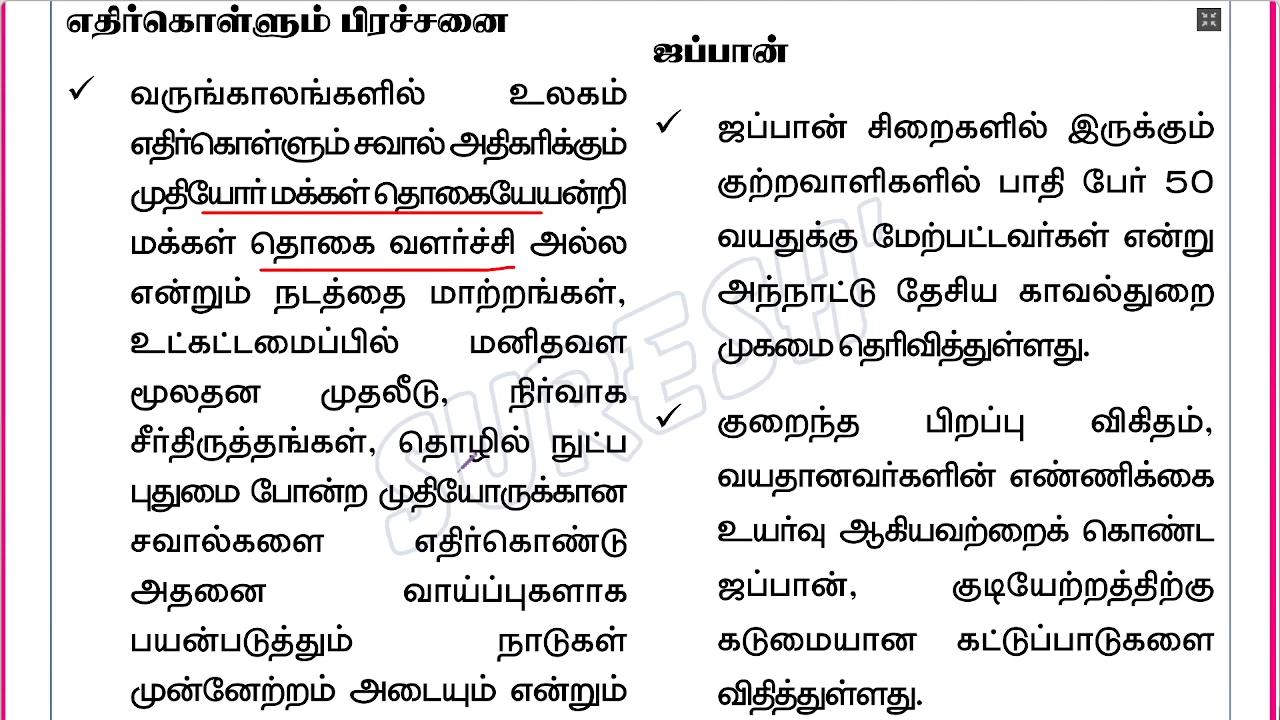 எதிர்கொள்ளும் பிரச்சனை
✓ வருங்காலங்களில் உலகம்
எதிர்கொள்ளும் சவால் அதிகரிக்கும்
முதியோர் மக்கள் தொகையேயன்றி
மக்கள் தொகை வளர்ச்சி அல்ல
என்றும் நடத்தை மாற்றங்கள்,
உட்கட்டமைப்பில் மனிதவள
மூலதன முதலீடு, நிர்வாக
சீர்திருத்தங்கள், தொழில் நுட்ப
புதுமை போன்ற முதியோருக்கான
சவால்களை எதிர்கொண்டு
அதனை வாய்ப்புகளாக
பயன்படுத்தும் நாடுகள்
முன்னேற்றம் அடையும் என்றும்
ஜப்பான்
✓ ஜப்பான் சிறைகளில் இருக்கும்
குற்றவாளிகளில் பாதி பேர் 50
வயதுக்கு மேற்பட்டவர்கள் என்று
அந்நாட்டு தேசிய காவல்துறை
முகமை தெரிவித்துள்ளது.
✓ குறைந்த பிறப்பு விகிதம்,
வயதானவர்களின் எண்ணிக்கை
உயர்வு ஆகியவற்றைக் கொண்ட
ஜப்பான், குடியேற்றத்திற்கு
கடுமையான கட்டுப்பாடுகளை
விதித்துள்ளது.
SURESH'